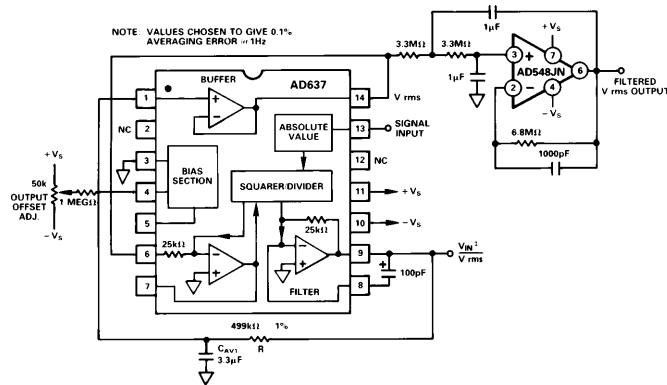 NOTE: VALUES CHOSEN TO GIVE 0.1%
AVERAGING ERROR @ 1Hz
1µF
3.3MΩ
3.3MΩ
+VS
3
+
7
AD548JN
6
2
−
4
−VS
1µF
FILTERED
V rms OUTPUT
6.8MΩ
1000pF
BUFFER
AD637
1
+
−
14
V rms
NC
2
ABSOLUTE
VALUE
13
SIGNAL
INPUT
3
BIAS
SECTION
12
NC
+VS
50k
OUTPUT
OFFSET
ADJ.
−VS
1 MEGΩ
4
SQUARER/DIVIDER
11
+VS
5
10
−VS
25kΩ
25kΩ
6
−
+
−
+
9
VIN²
V rms
+
100pF
7
FILTER
8
499kΩ 1%
R
CAV1
3.3µF